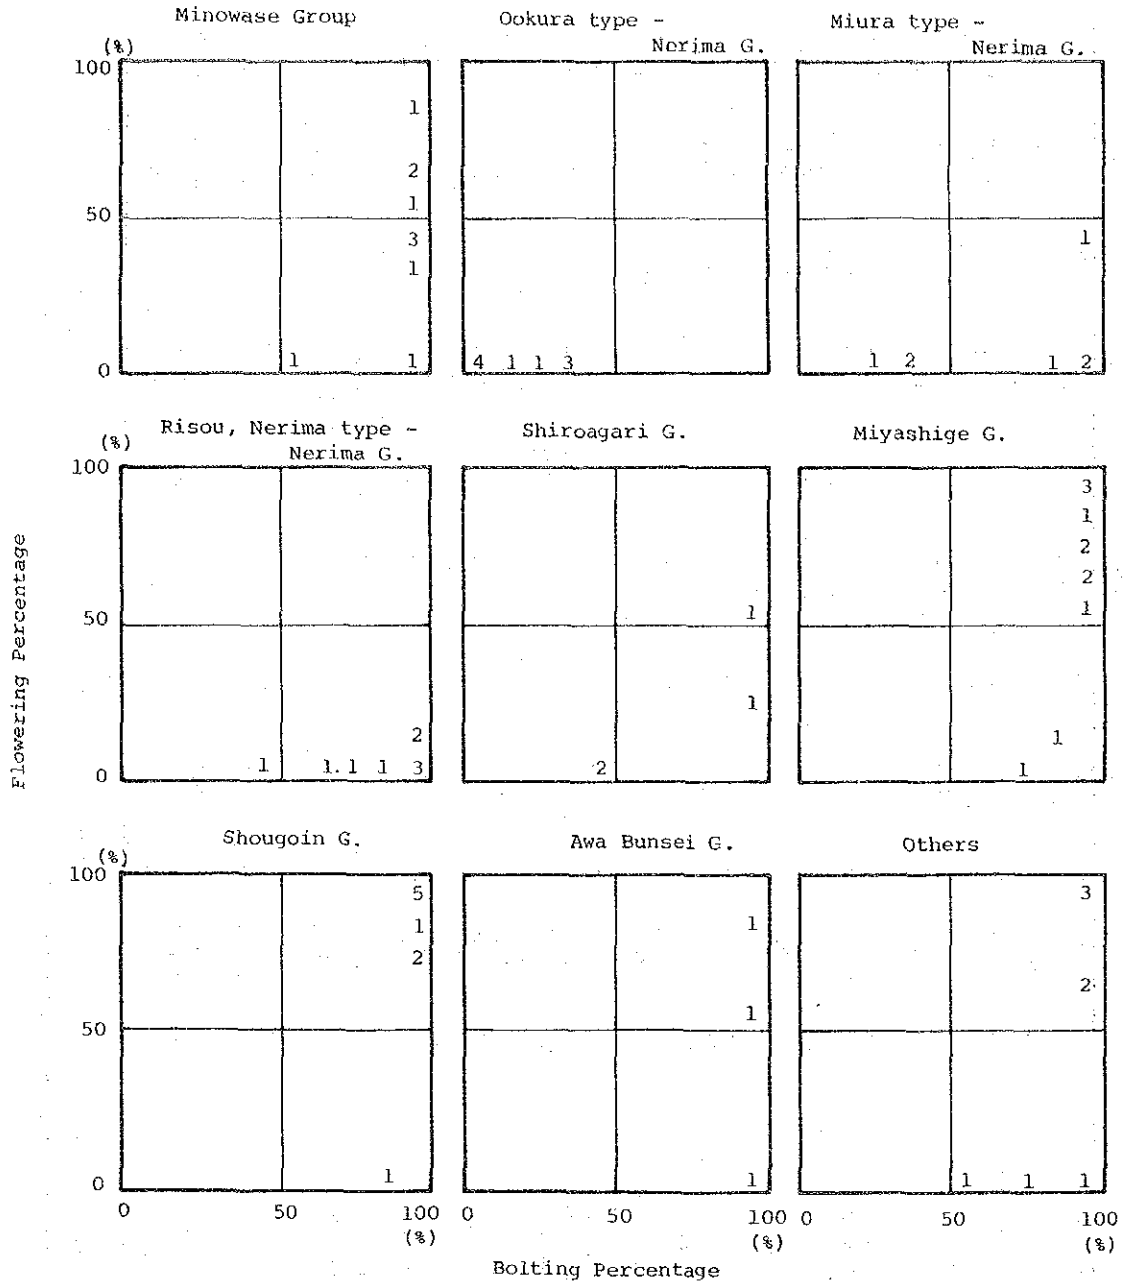 Minowase Group
Ookura type -
Nerima G.
Miura type -
Nerima G.
(%)
100
50
0
1
2
1
3
1
1 1
4 1 1 3
1
1 2 1 2
Risou, Nerima type -
Nerima G.
Shiroagari G.
Miyashige G.
(%)
100
50
0
2
1 1. 1 1 3
1
1
2
3
1
2
2
1
1
1
Flowering Percentage
Shougoin G.
Awa Bunsei G.
Others
(%)
100
50
0
5
1
2
1
1
1
1
3
2
1 1 1
0 50 100
(%)
0 50 100
(%)
0 50 100
(%)
Bolting Percentage